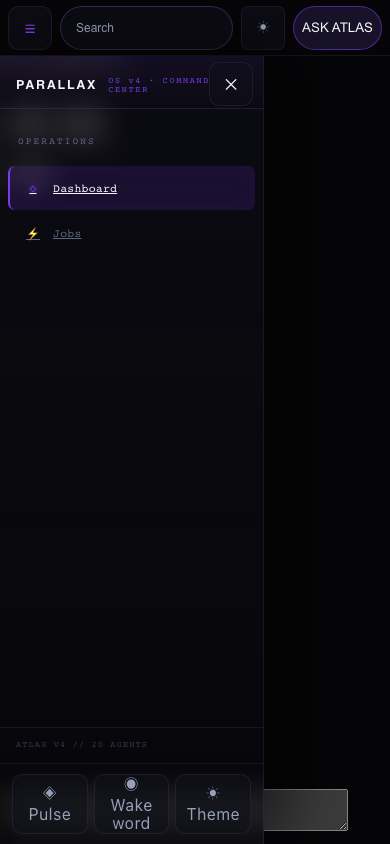 ☰ Search ☀ ASK ATLAS
PARALLAX OS v4 · COMMAND
CENTER
✕
OPERATIONS
◇ Dashboard
⚡ Jobs
ATLAS V4 // 20 AGENTS
◈ ◉ ☀
Pulse Wake word Theme